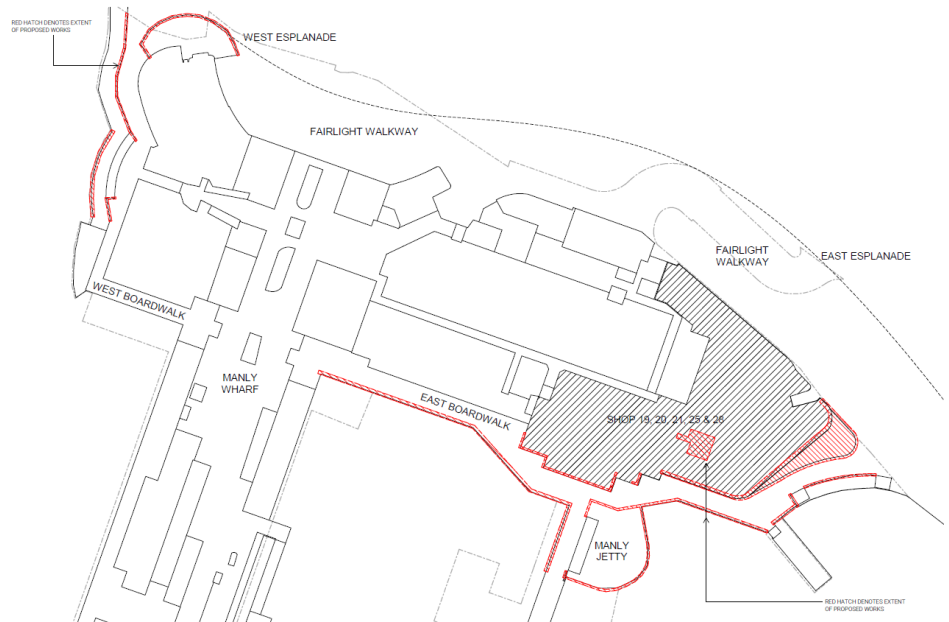 RED HATCH DENOTES EXTENT
OF PROPOSED WORKS
WEST ESPLANADE
FAIRLIGHT WALKWAY
FAIRLIGHT
WALKWAY
EAST ESPLANADE
WEST BOARDWALK
MANLY
WHARF
EAST BOARDWALK
SHOP 19, 20, 21, 25 & 26
MANLY
JETTY
RED HATCH DENOTES EXTENT
OF PROPOSED WORKS